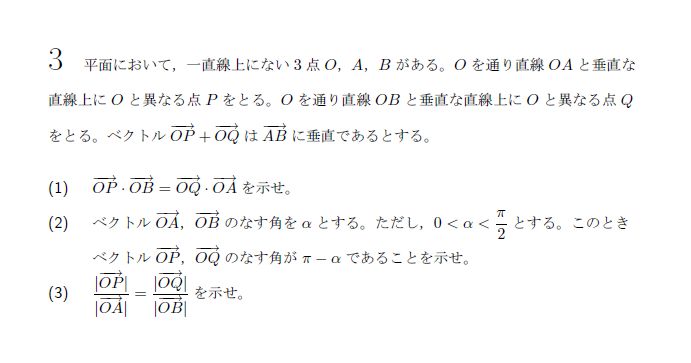 3 平面において，一直線上にない 3 点 O，A，B がある。O を通り直線 OA と垂直な
直線上に O と異なる点 P をとる。O を通り直線 OB と垂直な直線上に O と異なる点 Q
をとる。ベクトル $\overrightarrow{OP} + \overrightarrow{OQ}$ は $\overrightarrow{AB}$ に垂直であるとする。
(1) $\overrightarrow{OP} \cdot \overrightarrow{OB} = \overrightarrow{OQ} \cdot \overrightarrow{OA}$ を示せ。
(2) ベクトル $\overrightarrow{OA}$，$\overrightarrow{OB}$ のなす角を α とする。ただし，$0 < \alpha < \frac{\pi}{2}$ とする。このとき
ベクトル $\overrightarrow{OP}$，$\overrightarrow{OQ}$ のなす角が π − α であることを示せ。
(3) $\frac{|\overrightarrow{OP}|}{|\overrightarrow{OA}|} = \frac{|\overrightarrow{OQ}|}{|\overrightarrow{OB}|}$ を示せ。